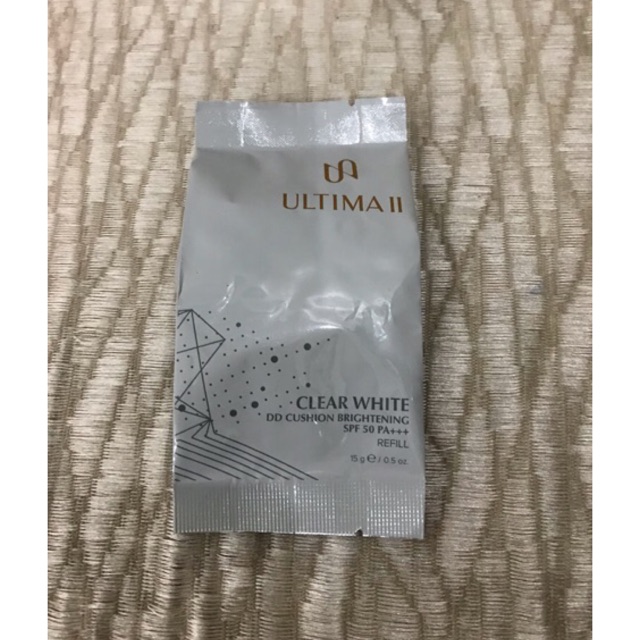 ULTIMA II
CLEAR WHITE
DD CUSHION BRIGHTENING
SPF 50 PA+++
REFILL
15 g ℮ / 0.5 oz.